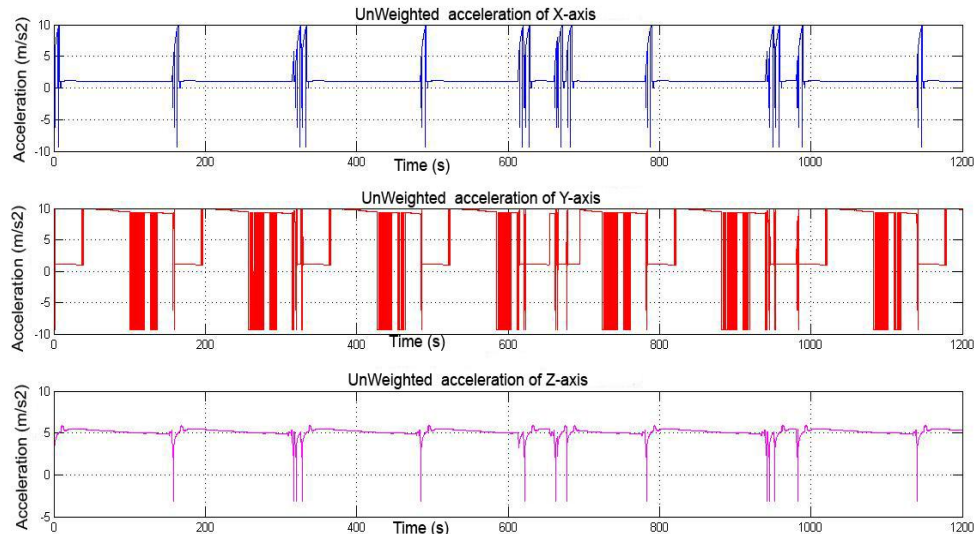 UnWeighted acceleration of X-axis
Acceleration (m/s2)
10
5
0
-5
-10
0 200 400 600 800 1000 1200
Time (s)
UnWeighted acceleration of Y-axis
Acceleration (m/s2)
10
5
0
-5
-10
0 200 400 600 800 1000 1200
Time (s)
UnWeighted acceleration of Z-axis
Acceleration (m/s2)
10
5
0
-5
0 200 400 600 800 1000 1200
Time (s)